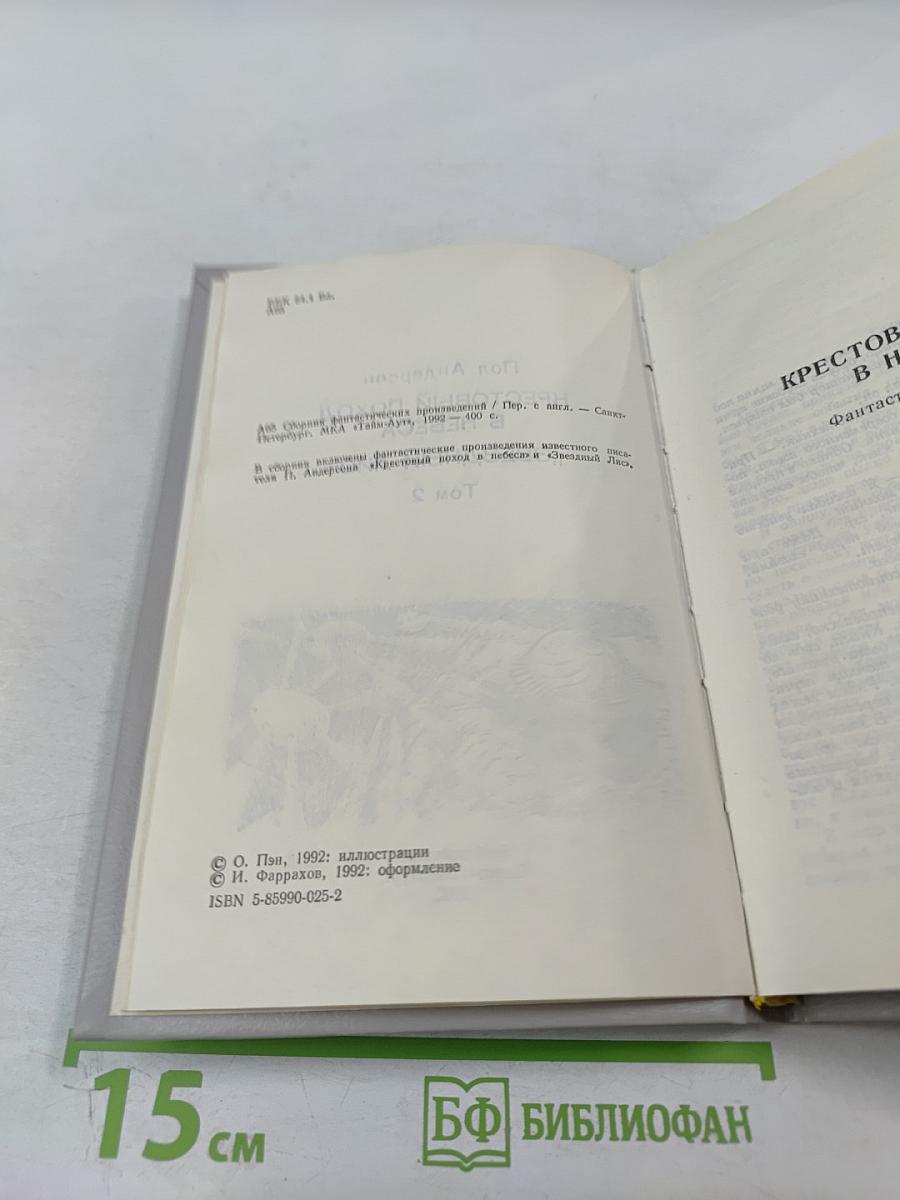 ББК 84.4 Вл.
А65
А65 Сборник фантастических произведений / Пер. с англ. — Санкт-
Петербург, МКА «Тайм-Аут», 1992 — 400 с.
В сборник включены фантастические произведения известного писа-
теля П. Андерсона «Крестовый поход в небеса» и «Звездный Лис».
© О. Пэн, 1992: иллюстрации
© И. Фаррахов, 1992: оформление
ISBN 5-85990-025-2
КРЕСТОВ
В Н
Фантаст
15 см
БФ БИБЛИОФАН